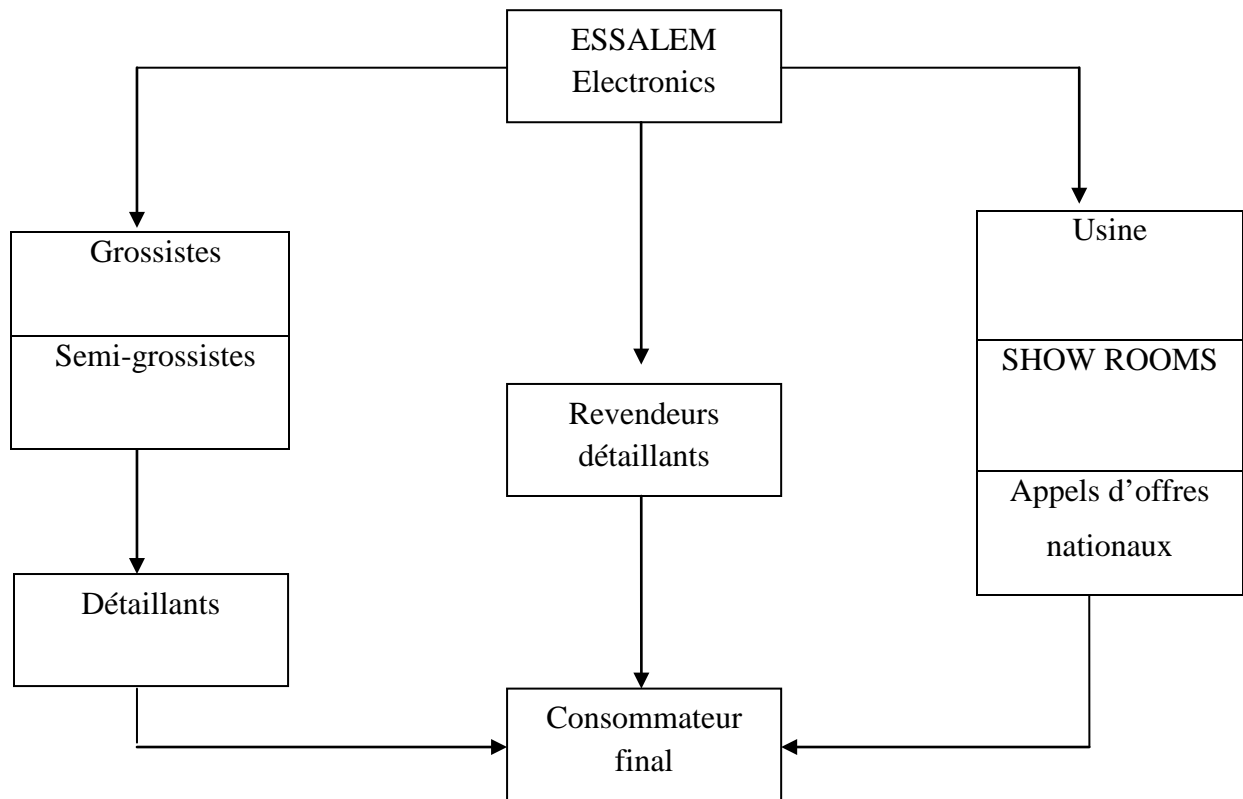 ESSALEM
Electronics
Grossistes
Semi-grossistes
Détaillants
Revendeurs
détaillants
Usine
SHOW ROOMS
Appels d’offres
nationaux
Consommateur
final